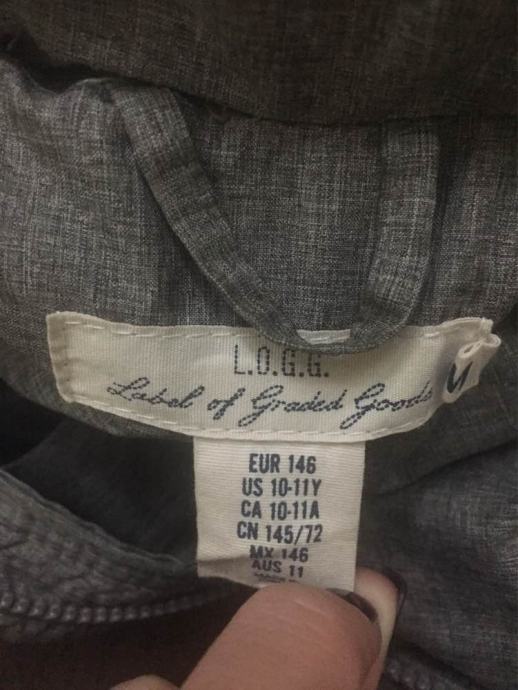 L.O.G.G.
Label of Graded Goods
M
EUR 146
US 10-11Y
CA 10-11A
CN 145/72
MX 146
AUS 11